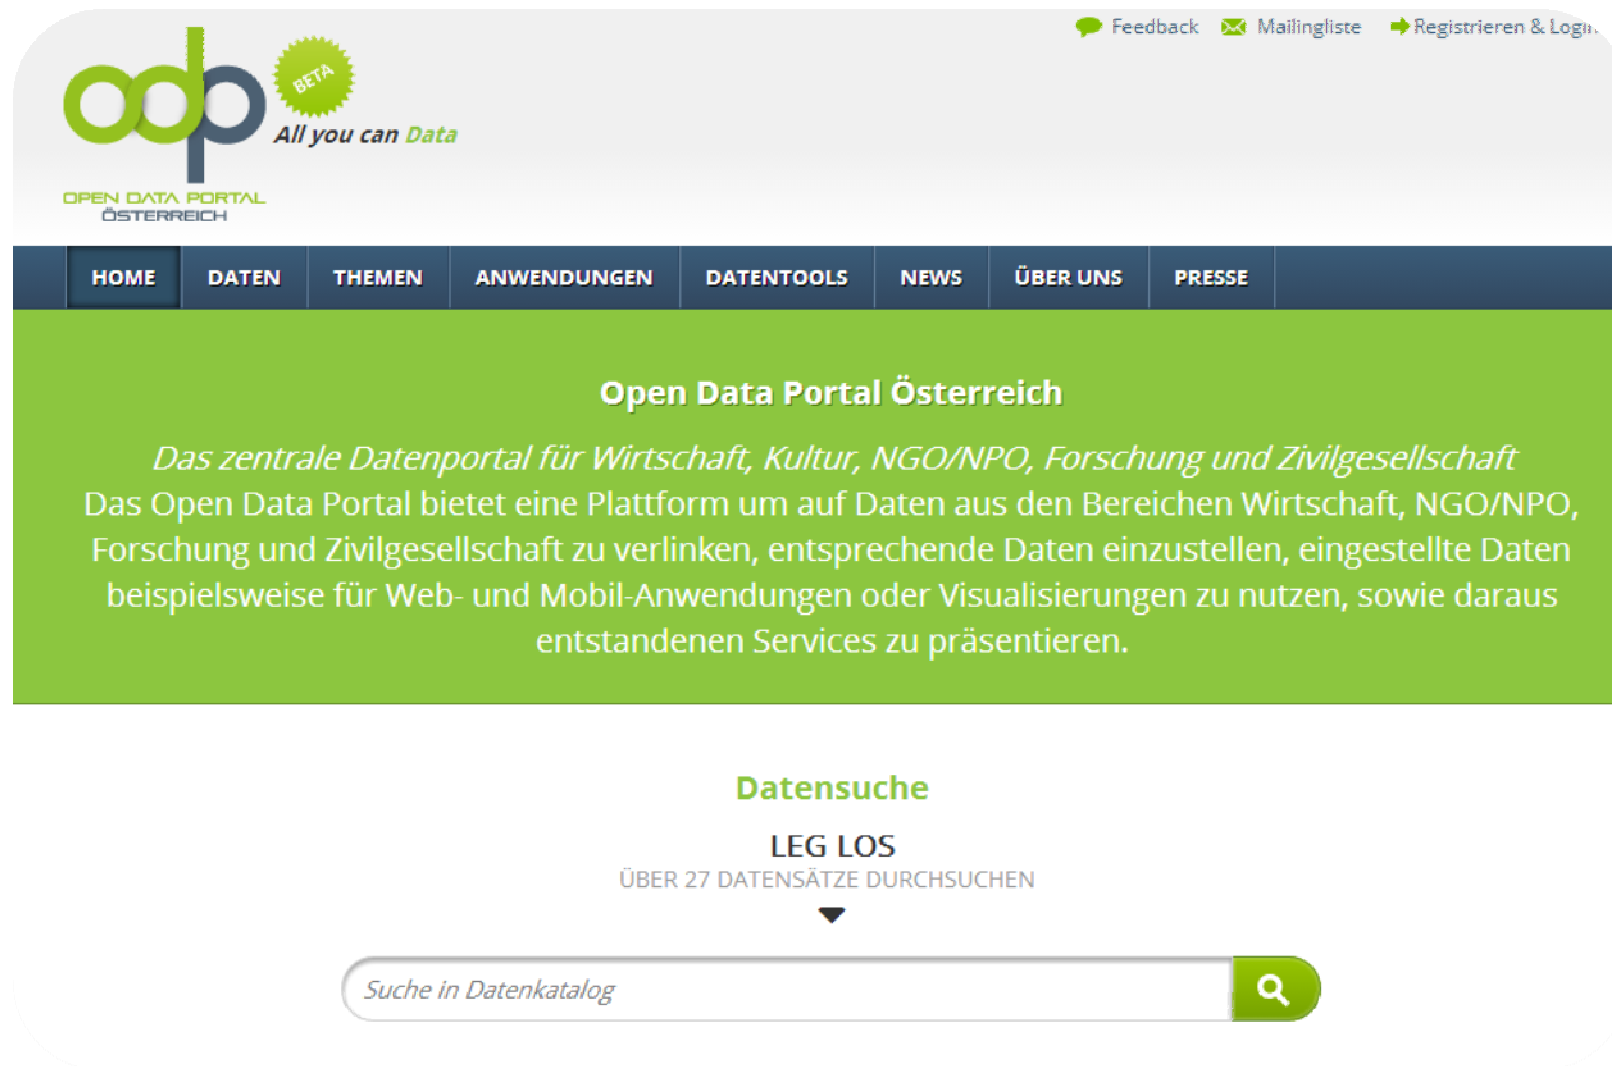 Feedback Mailingliste Registrieren & Login
odp
BETA
All you can Data
OPEN DATA PORTAL
ÖSTERREICH
HOME DATEN THEMEN ANWENDUNGEN DATENTOOLS NEWS ÜBER UNS PRESSE
Open Data Portal Österreich
Das zentrale Datenportal für Wirtschaft, Kultur, NGO/NPO, Forschung und Zivilgesellschaft
Das Open Data Portal bietet eine Plattform um auf Daten aus den Bereichen Wirtschaft, NGO/NPO,
Forschung und Zivilgesellschaft zu verlinken, entsprechende Daten einzustellen, eingestellte Daten
beispielsweise für Web- und Mobil-Anwendungen oder Visualisierungen zu nutzen, sowie daraus
entstandenen Services zu präsentieren.
Datensuche
LEG LOS
ÜBER 27 DATENSÄTZE DURCHSUCHEN
Suche in Datenkatalog